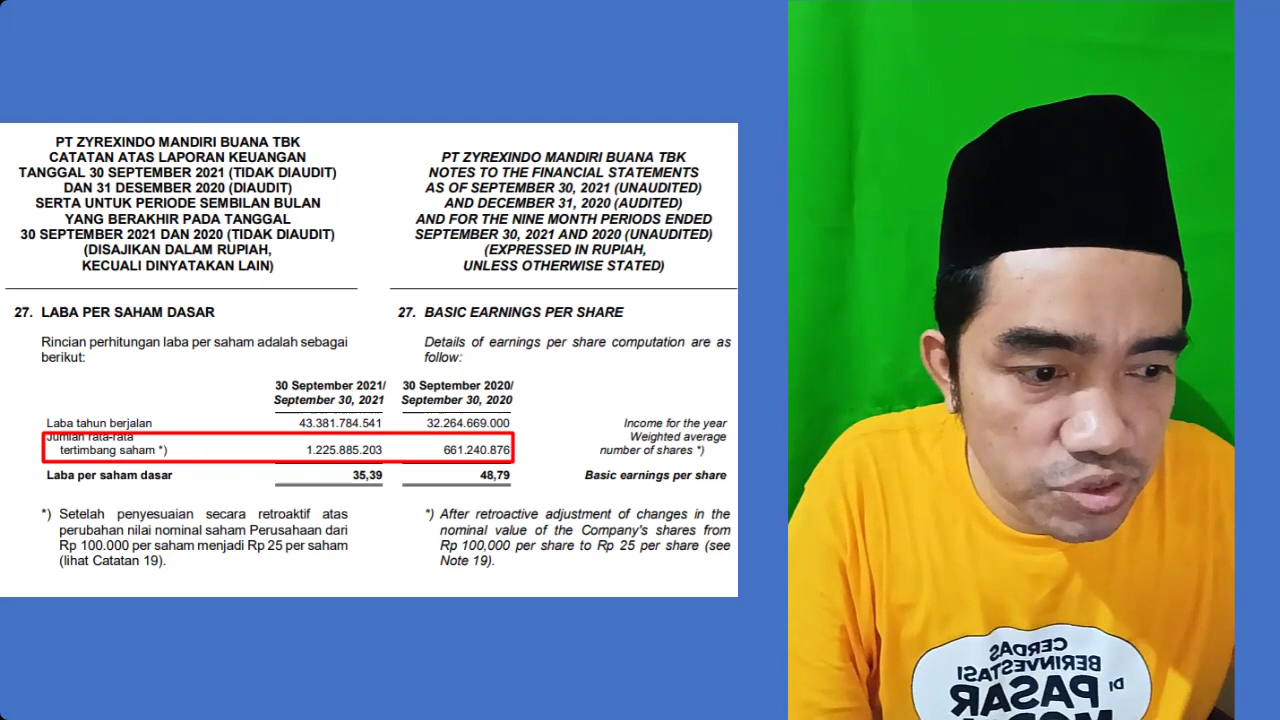 PT ZYREXINDO MANDIRI BUANA TBK
CATATAN ATAS LAPORAN KEUANGAN
TANGGAL 30 SEPTEMBER 2021 (TIDAK DIAUDIT)
DAN 31 DESEMBER 2020 (DIAUDIT)
SERTA UNTUK PERIODE SEMBILAN BULAN
YANG BERAKHIR PADA TANGGAL
30 SEPTEMBER 2021 DAN 2020 (TIDAK DIAUDIT)
(DISAJIKAN DALAM RUPIAH,
KECUALI DINYATAKAN LAIN)
PT ZYREXINDO MANDIRI BUANA TBK
NOTES TO THE FINANCIAL STATEMENTS
AS OF SEPTEMBER 30, 2021 (UNAUDITED)
AND DECEMBER 31, 2020 (AUDITED)
AND FOR THE NINE MONTH PERIODS ENDED
SEPTEMBER 30, 2021 AND 2020 (UNAUDITED)
(EXPRESSED IN RUPIAH,
UNLESS OTHERWISE STATED)
27. LABA PER SAHAM DASAR
Rincian perhitungan laba per saham adalah sebagai
berikut:
27. BASIC EARNINGS PER SHARE
Details of earnings per share computation are as
follow:
30 September 2021/ 30 September 2020/
September 30, 2021 September 30, 2020
Laba tahun berjalan 43.381.784.541 32.264.669.000 Income for the year
Jumlah rata-rata Weighted average
tertimbang saham *) 1.225.885.203 661.240.876 number of shares *)
Laba per saham dasar 35,39 48,79 Basic earnings per share
*) Setelah penyesuaian secara retroaktif atas
perubahan nilai nominal saham Perusahaan dari
Rp 100.000 per saham menjadi Rp 25 per saham
(lihat Catatan 19).
*) After retroactive adjustment of changes in the
nominal value of the Company's shares from
Rp 100,000 per share to Rp 25 per share (see
Note 19).
CERDAS
BERINVESTASI
DI PASAR